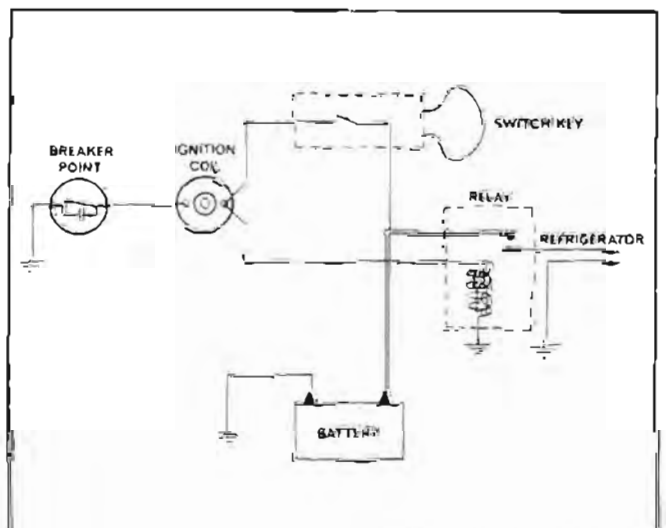 SWITCH KEY
BREAKER
POINT
IGNITION
COIL
RELAY
REFRIGERATOR
BATTERY